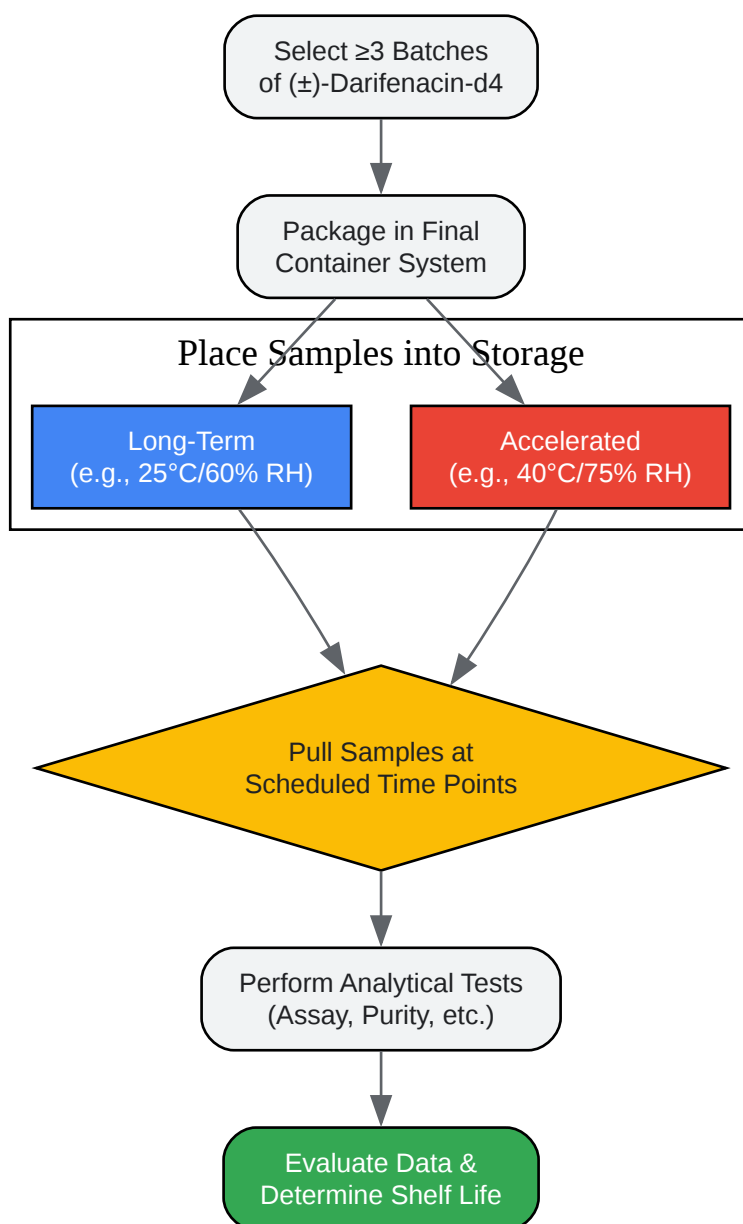 Select ≥3 Batches
of (±)-Darifenacin-d4
Package in Final
Container System
Place Samples into Storage
Long-Term
(e.g., 25°C/60% RH)
Accelerated
(e.g., 40°C/75% RH)
Pull Samples at
Scheduled Time Points
Perform Analytical Tests
(Assay, Purity, etc.)
Evaluate Data &
Determine Shelf Life